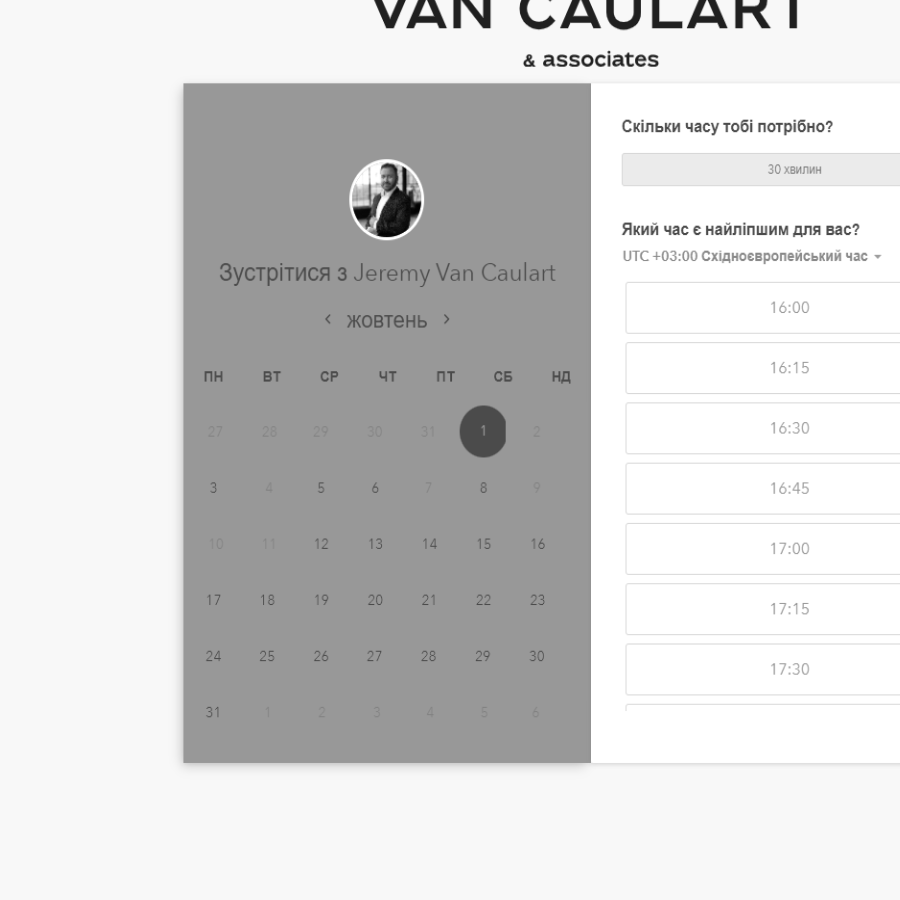 VAN CAULART
& associates
Зустрітися з Jeremy Van Caulart
‹ жовтень ›
ПН ВТ СР ЧТ ПТ СБ НД
27 28 29 30 31 1 2
3 4 5 6 7 8 9
10 11 12 13 14 15 16
17 18 19 20 21 22 23
24 25 26 27 28 29 30
31 1 2 3 4 5 6
Скільки часу тобі потрібно?
30 хвилин
Який час є найліпшим для вас?
UTC +03:00 Східноєвропейський час
16:00
16:15
16:30
16:45
17:00
17:15
17:30